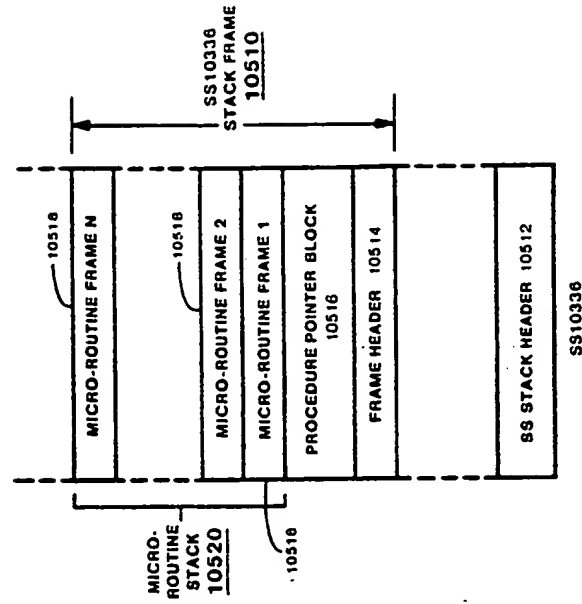 10518
MICRO-ROUTINE FRAME N
SS10336
STACK FRAME
10510
MICRO-
ROUTINE
STACK
10520
10518
MICRO-ROUTINE FRAME 2
MICRO-ROUTINE FRAME 1
10518
PROCEDURE POINTER BLOCK
10516
FRAME HEADER 10514
SS STACK HEADER 10512
SS10336